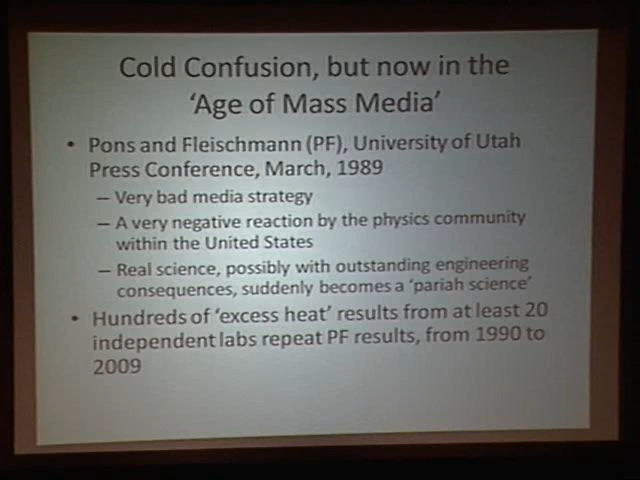 Cold Confusion, but now in the
‘Age of Mass Media’
• Pons and Fleischmann (PF), University of Utah
Press Conference, March, 1989
– Very bad media strategy
– A very negative reaction by the physics community
within the United States
– Real science, possibly with outstanding engineering
consequences, suddenly becomes a ‘pariah science’
• Hundreds of ‘excess heat’ results from at least 20
independent labs repeat PF results, from 1990 to
2009